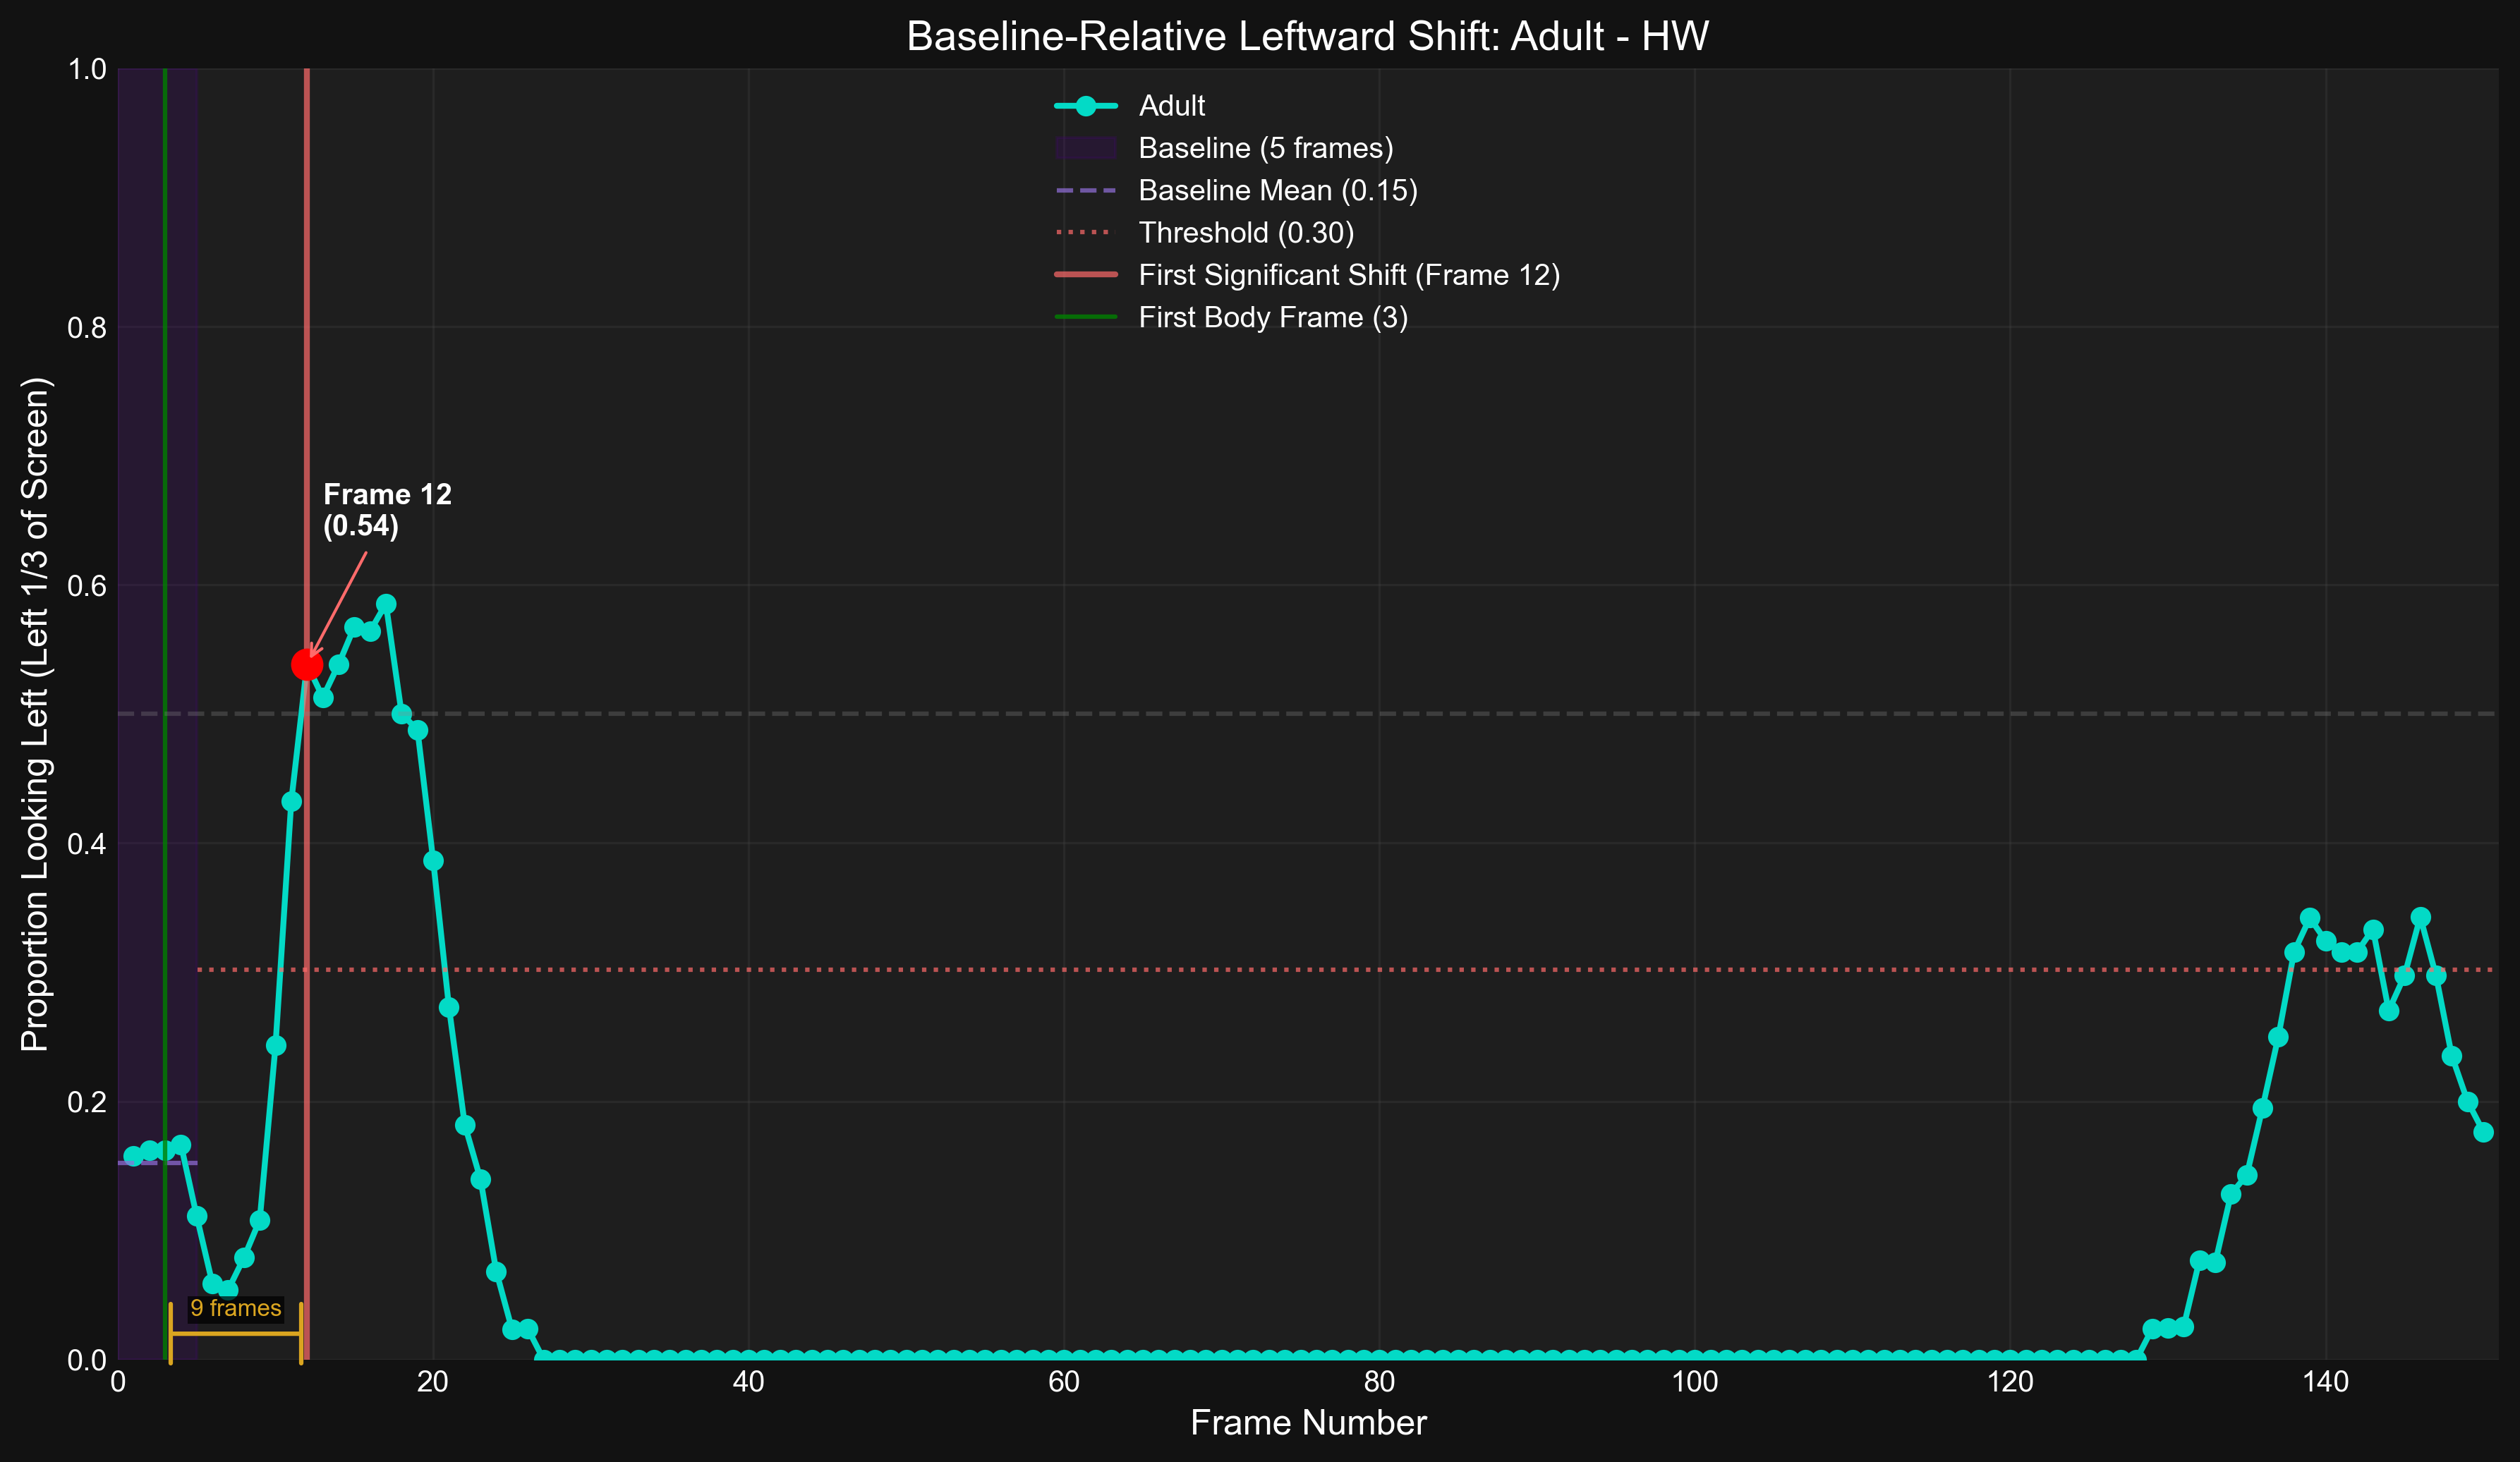 Baseline-Relative Leftward Shift: Adult - HW
1.0
0.8
0.6
0.4
0.2
0.0
Proportion Looking Left (Left 1/3 of Screen)
Adult
Baseline (5 frames)
Baseline Mean (0.15)
Threshold (0.30)
First Significant Shift (Frame 12)
First Body Frame (3)
Frame 12
(0.54)
9 frames
0 20 40 60 80 100 120 140
Frame Number